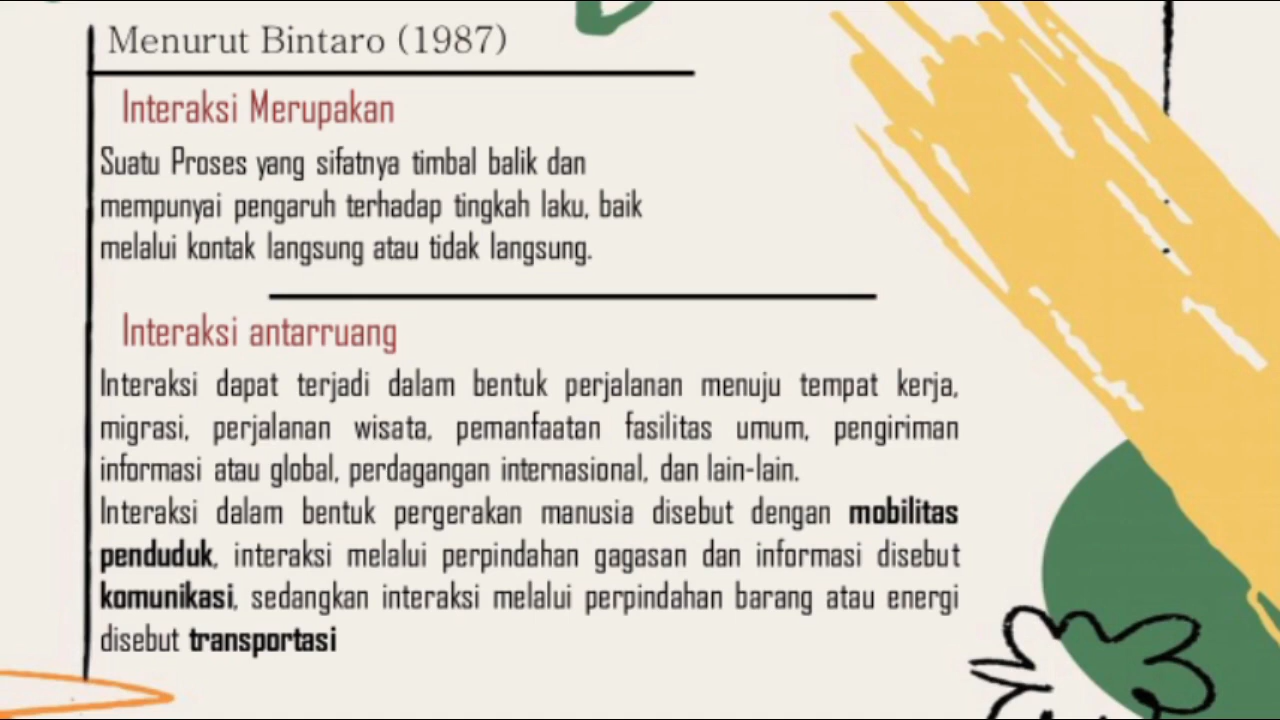 Menurut Bintaro (1987)
Interaksi Merupakan
Suatu Proses yang sifatnya timbal balik dan
mempunyai pengaruh terhadap tingkah laku, baik
melalui kontak langsung atau tidak langsung.
Interaksi antarruang
Interaksi dapat terjadi dalam bentuk perjalanan menuju tempat kerja,
migrasi, perjalanan wisata, pemanfaatan fasilitas umum, pengiriman
informasi atau global, perdagangan internasional, dan lain-lain.
Interaksi dalam bentuk pergerakan manusia disebut dengan mobilitas
penduduk, interaksi melalui perpindahan gagasan dan informasi disebut
komunikasi, sedangkan interaksi melalui perpindahan barang atau energi
disebut transportasi